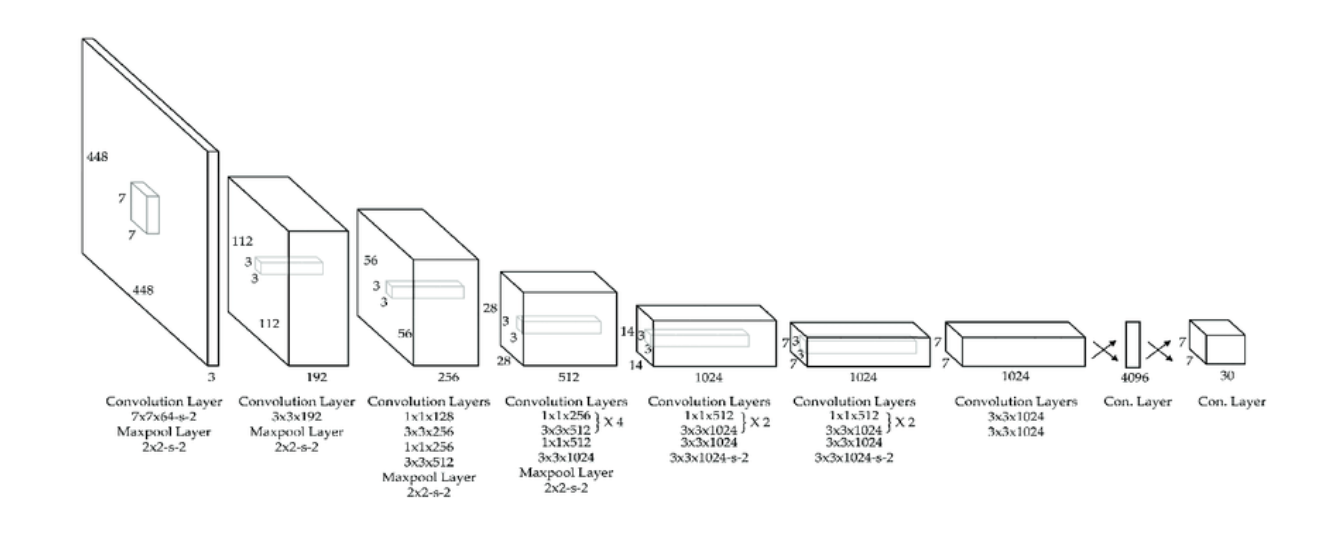 448
7
7
448
3
112
3
3
112
192
56
3
3
56
256
28
3
3
28
512
14
3
3
14
1024
7
3
3
7
1024
7
7
1024
4096
7
7
30
Convolution Layer
7x7x64-s-2
Maxpool Layer
2x2-s-2
Convolution Layer
3x3x192
Maxpool Layer
2x2-s-2
Convolution Layers
1x1x128
3x3x256
1x1x256
3x3x512
Maxpool Layer
2x2-s-2
Convolution Layers
1x1x256
3x3x512 } X 4
1x1x512
3x3x1024
Maxpool Layer
2x2-s-2
Convolution Layers
1x1x512
3x3x1024 } X 2
3x3x1024
3x3x1024-s-2
Convolution Layers
1x1x512
3x3x1024 } X 2
3x3x1024
3x3x1024-s-2
Convolution Layers
3x3x1024
3x3x1024
Con. Layer
Con. Layer